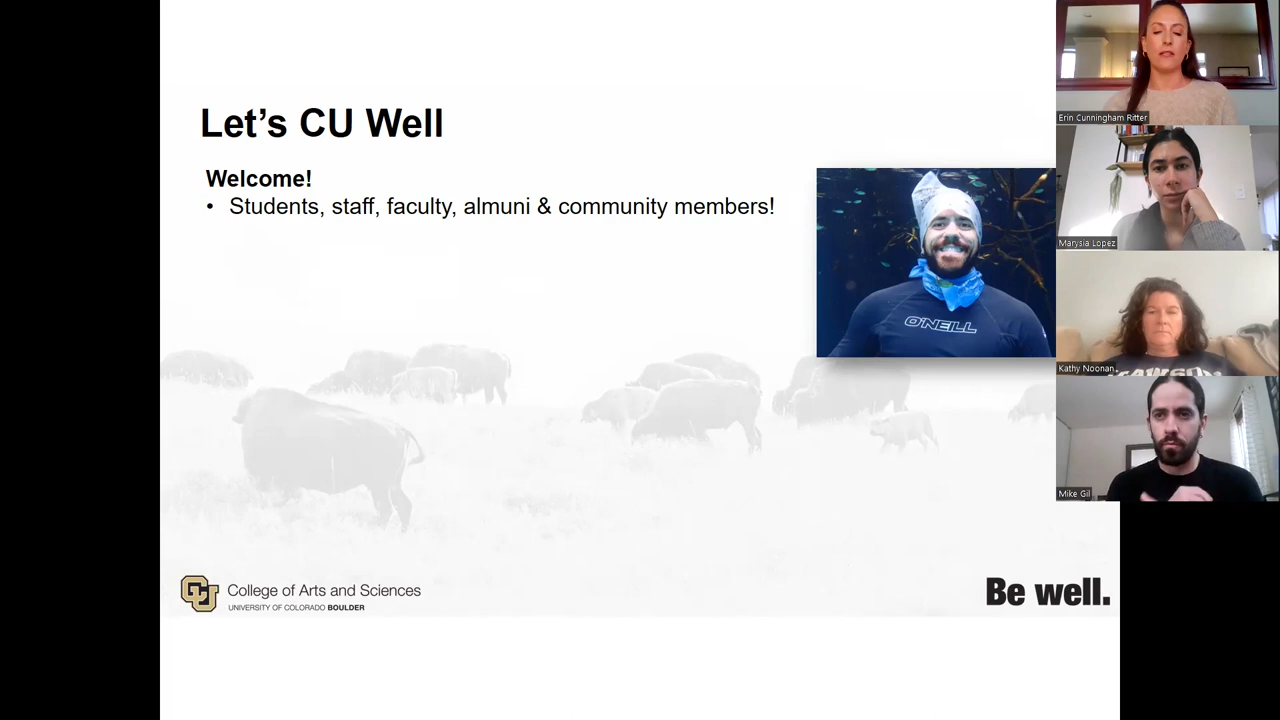 Let's CU Well
Welcome!
• Students, staff, faculty, almuni & community members!
O'NEILL
CU
College of Arts and Sciences
UNIVERSITY OF COLORADO BOULDER
Be well.
Erin Cunningham Ritter
Marysia Lopez
Kathy Noonan
Mike Gil